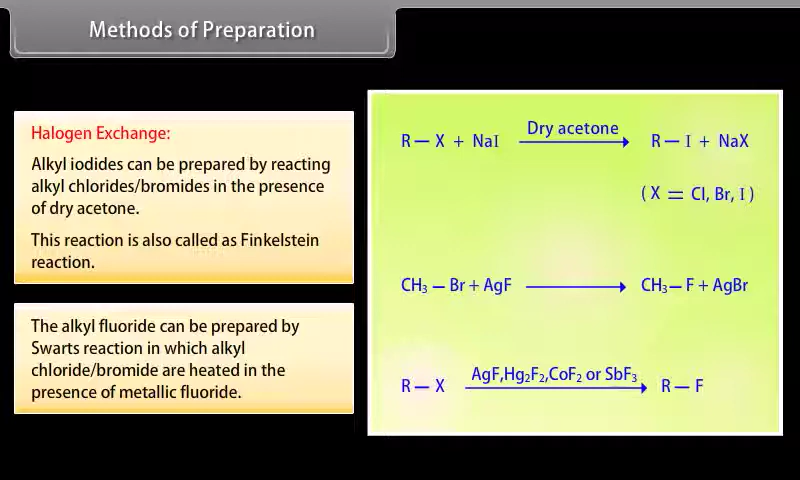 Methods of Preparation
Halogen Exchange:
Alkyl iodides can be prepared by reacting
alkyl chlorides/bromides in the presence
of dry acetone.
This reaction is also called as Finkelstein
reaction.
The alkyl fluoride can be prepared by
Swarts reaction in which alkyl
chloride/bromide are heated in the
presence of metallic fluoride.
R — X + NaI Dry acetone⟶ R — I + NaX
( X = Cl, Br, I )
CH₃ — Br + AgF ⟶ CH₃— F + AgBr
R — X AgF,Hg₂F₂,CoF₂ or SbF₃⟶ R — F